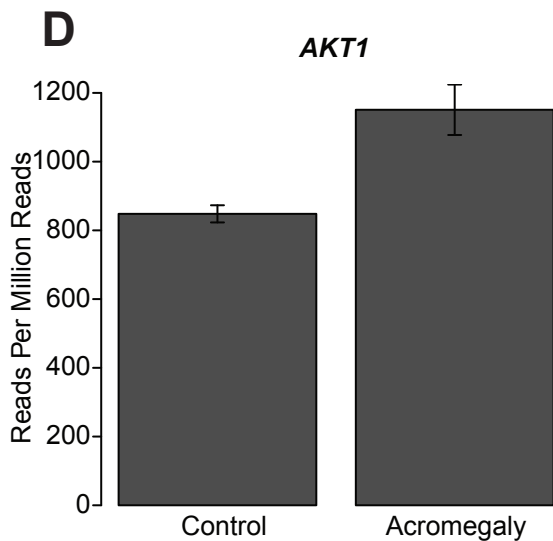 D
AKT1
Reads Per Million Reads
1200
1000
800
600
400
200
0
Control
Acromegaly